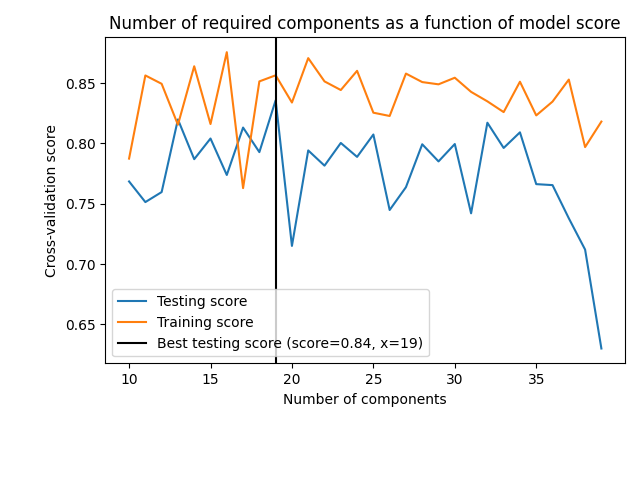 Number of required components as a function of model score
Cross-validation score
0.85
0.80
0.75
0.70
0.65
Testing score
Training score
Best testing score (score=0.84, x=19)
10 15 20 25 30 35
Number of components